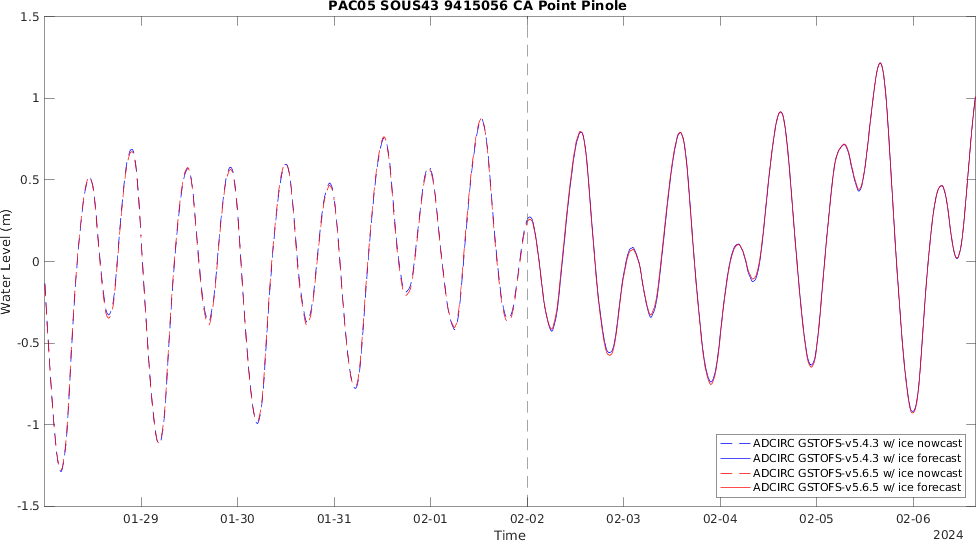 PAC05 SOUS43 9415056 CA Point Pinole
1.5
1
0.5
0
-0.5
-1
-1.5
Water Level (m)
01-29 01-30 01-31 02-01 02-02 02-03 02-04 02-05 02-06
Time
2024
ADCIRC GSTOFS-v5.4.3 w/ ice nowcast
ADCIRC GSTOFS-v5.4.3 w/ ice forecast
ADCIRC GSTOFS-v5.6.5 w/ ice nowcast
ADCIRC GSTOFS-v5.6.5 w/ ice forecast